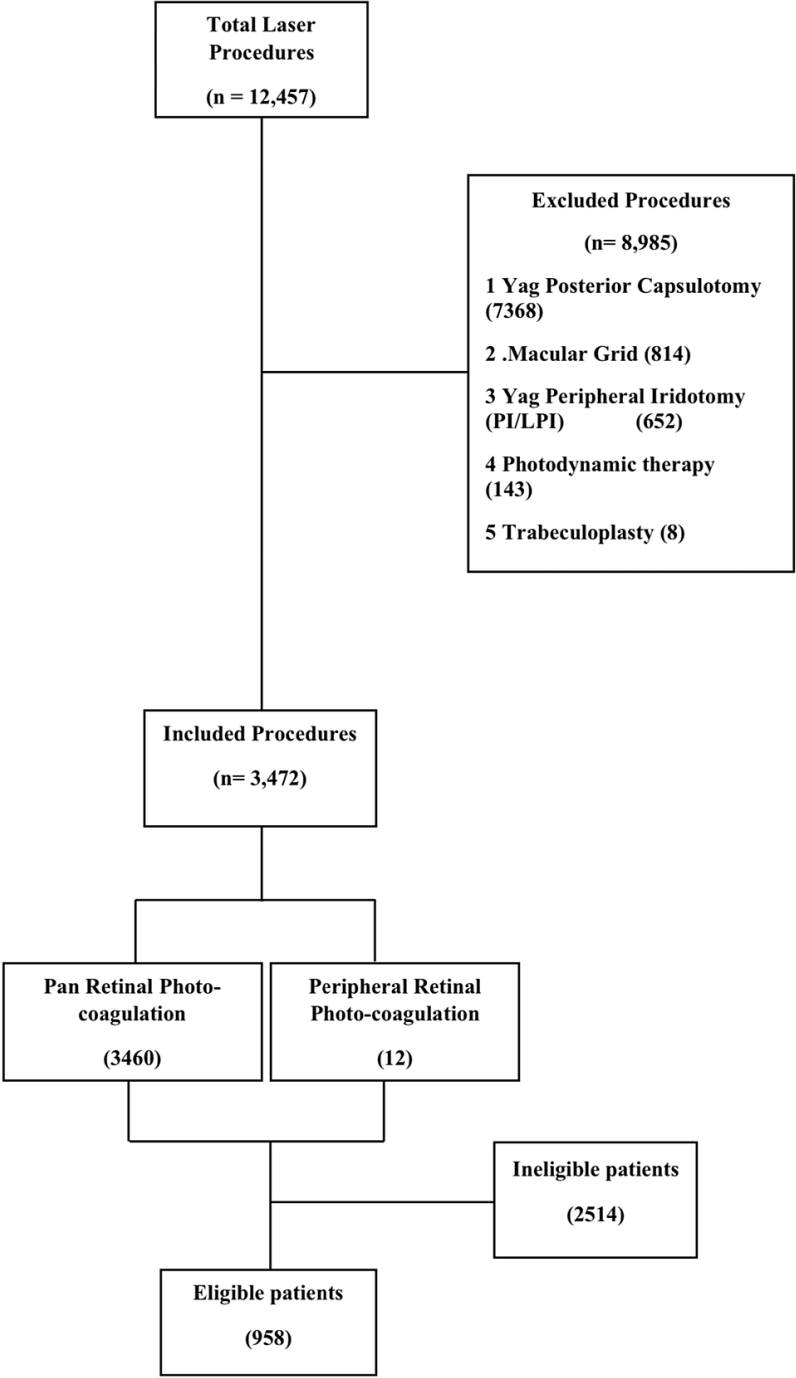 Total Laser
Procedures
(n = 12,457)
Excluded Procedures
(n= 8,985)
1 Yag Posterior Capsulotomy
(7368)
2 .Macular Grid (814)
3 Yag Peripheral Iridotomy
(PI/LPI) (652)
4 Photodynamic therapy
(143)
5 Trabeculoplasty (8)
Included Procedures
(n= 3,472)
Pan Retinal Photo-
coagulation
(3460)
Peripheral Retinal
Photo-coagulation
(12)
Ineligible patients
(2514)
Eligible patients
(958)